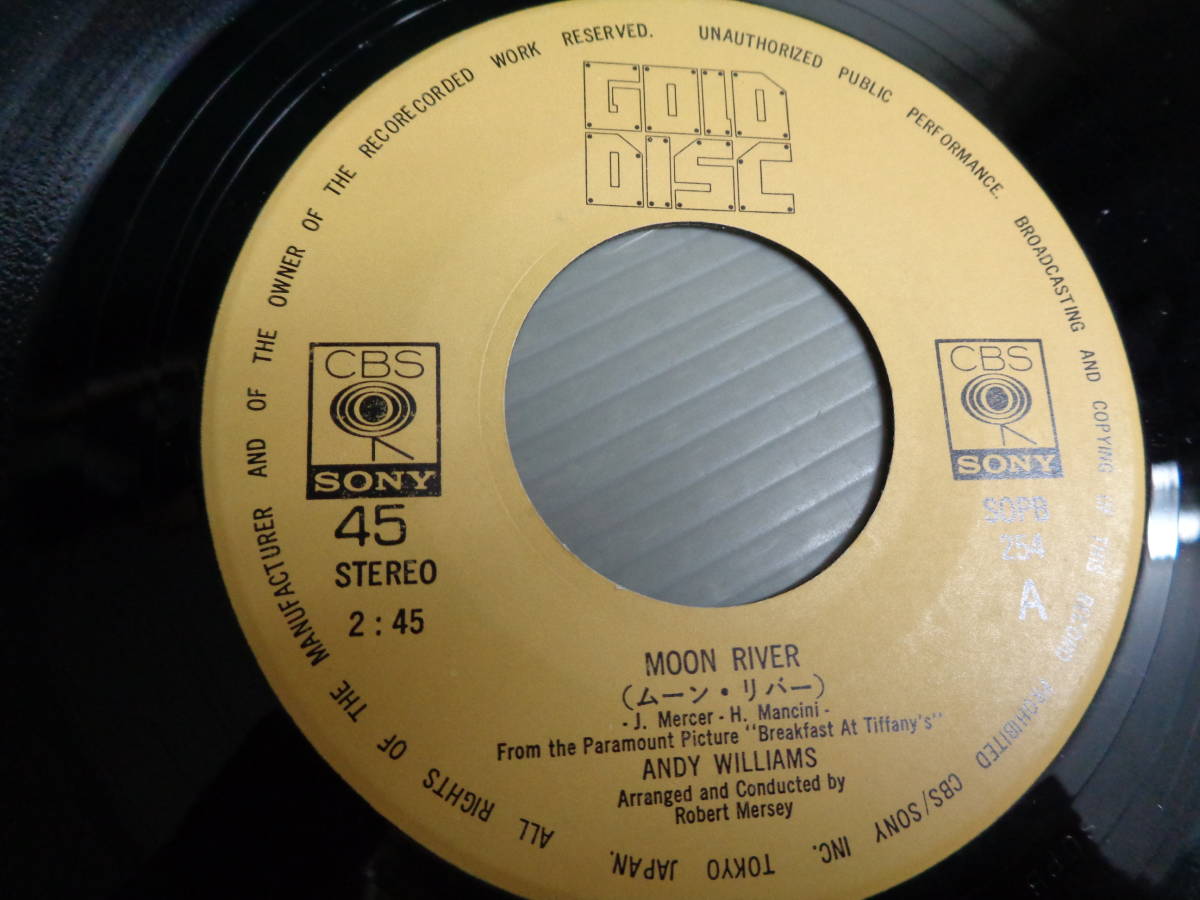 GOLD
DISC
CBS
SONY
45
STEREO
2:45
CBS
SONY
SOPB
254
A
MOON RIVER
(ムーン・リバー)
- J. Mercer - H. Mancini -
From the Paramount Picture "Breakfast At Tiffany's"
ANDY WILLIAMS
Arranged and Conducted by
Robert Mersey
ALL RIGHTS OF THE MANUFACTURER AND OF THE OWNER OF THE RECORECORDED WORK RESERVED. UNAUTHORIZED PUBLIC PERFORMANCE. BROADCASTING AND COPYING OF THIS RECORD PROHIBITED CBS/SONY INC. TOKYO JAPAN.